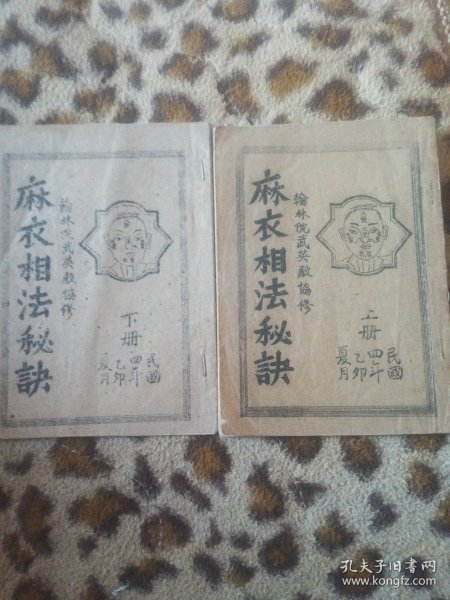 麻衣相法秘訣
翰林院武英殿協修
下册
民國
四年
乙卯
夏月
麻衣相法秘訣
翰林院武英殿協修
上册
民國
四年
乙卯
夏月
孔夫子旧书网
www.kongfz.com